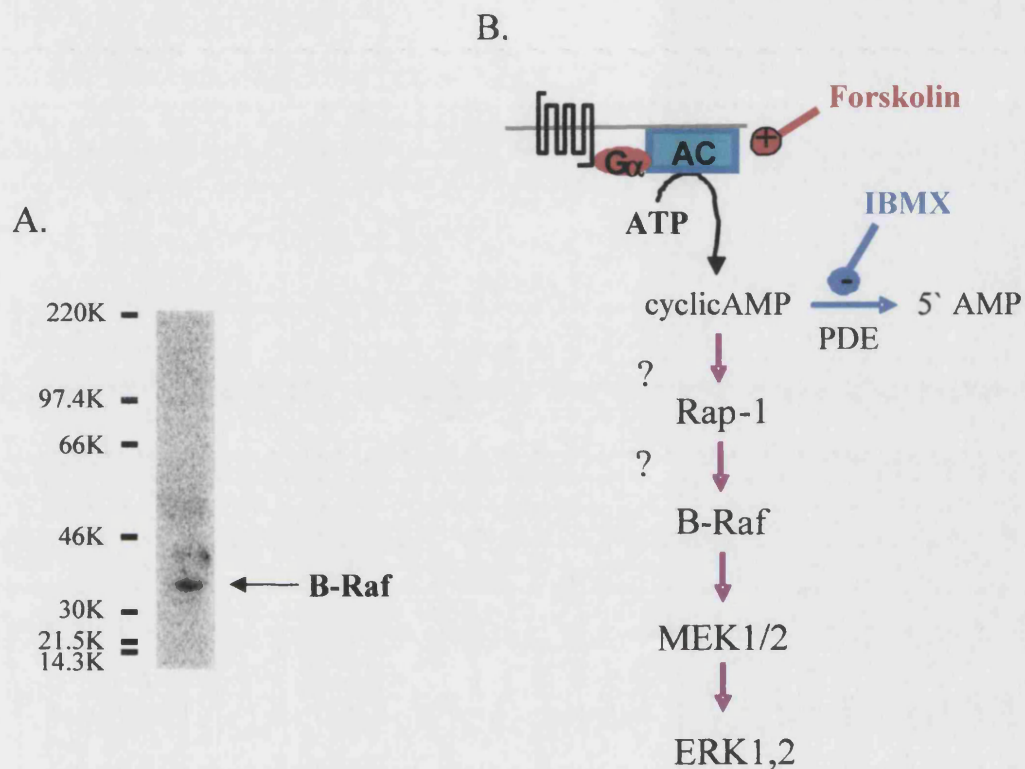 A.
220K
97.4K
66K
46K
30K
21.5K
14.3K
B-Raf
B.
Forskolin
+
Gα AC
ATP
IBMX
-
cyclicAMP 5` AMP
PDE
?
Rap-1
?
B-Raf
MEK1/2
ERK1,2